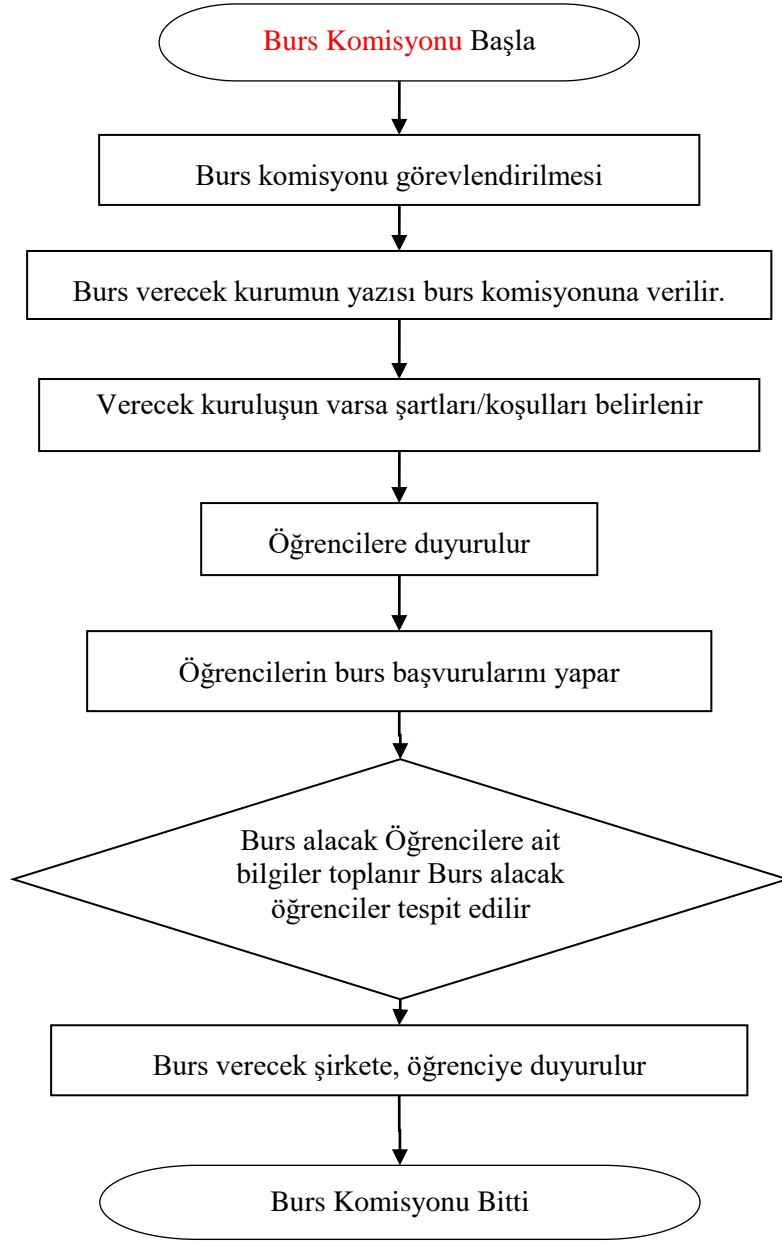 Burs Komisyonu Başla
Burs komisyonu görevlendirilmesi
Burs verecek kurumun yazısı burs komisyonuna verilir.
Verecek kuruluşun varsa şartları/koşulları belirlenir
Öğrencilere duyurulur
Öğrencilerin burs başvurularını yapar
Burs alacak Öğrencilere ait
bilgiler toplanır Burs alacak
öğrenciler tespit edilir
Burs verecek şirkete, öğrenciye duyurulur
Burs Komisyonu Bitti